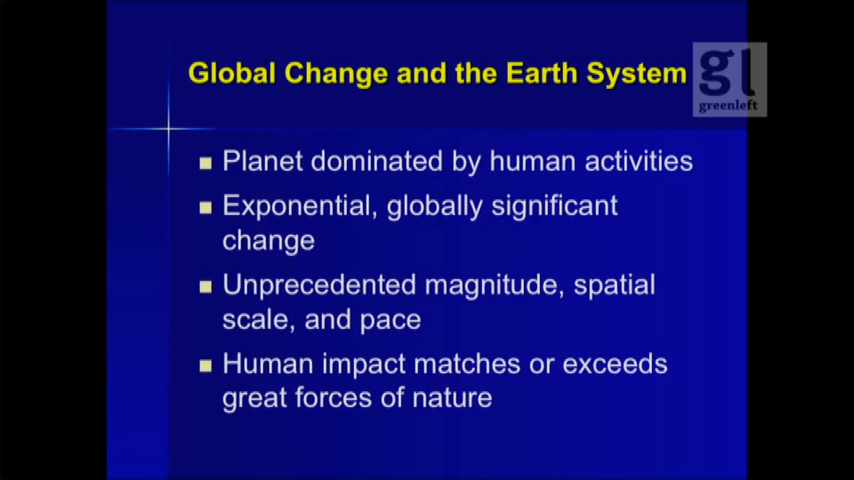 Global Change and the Earth System
gl
greenleft
Planet dominated by human activities
Exponential, globally significant
change
Unprecedented magnitude, spatial
scale, and pace
Human impact matches or exceeds
great forces of nature